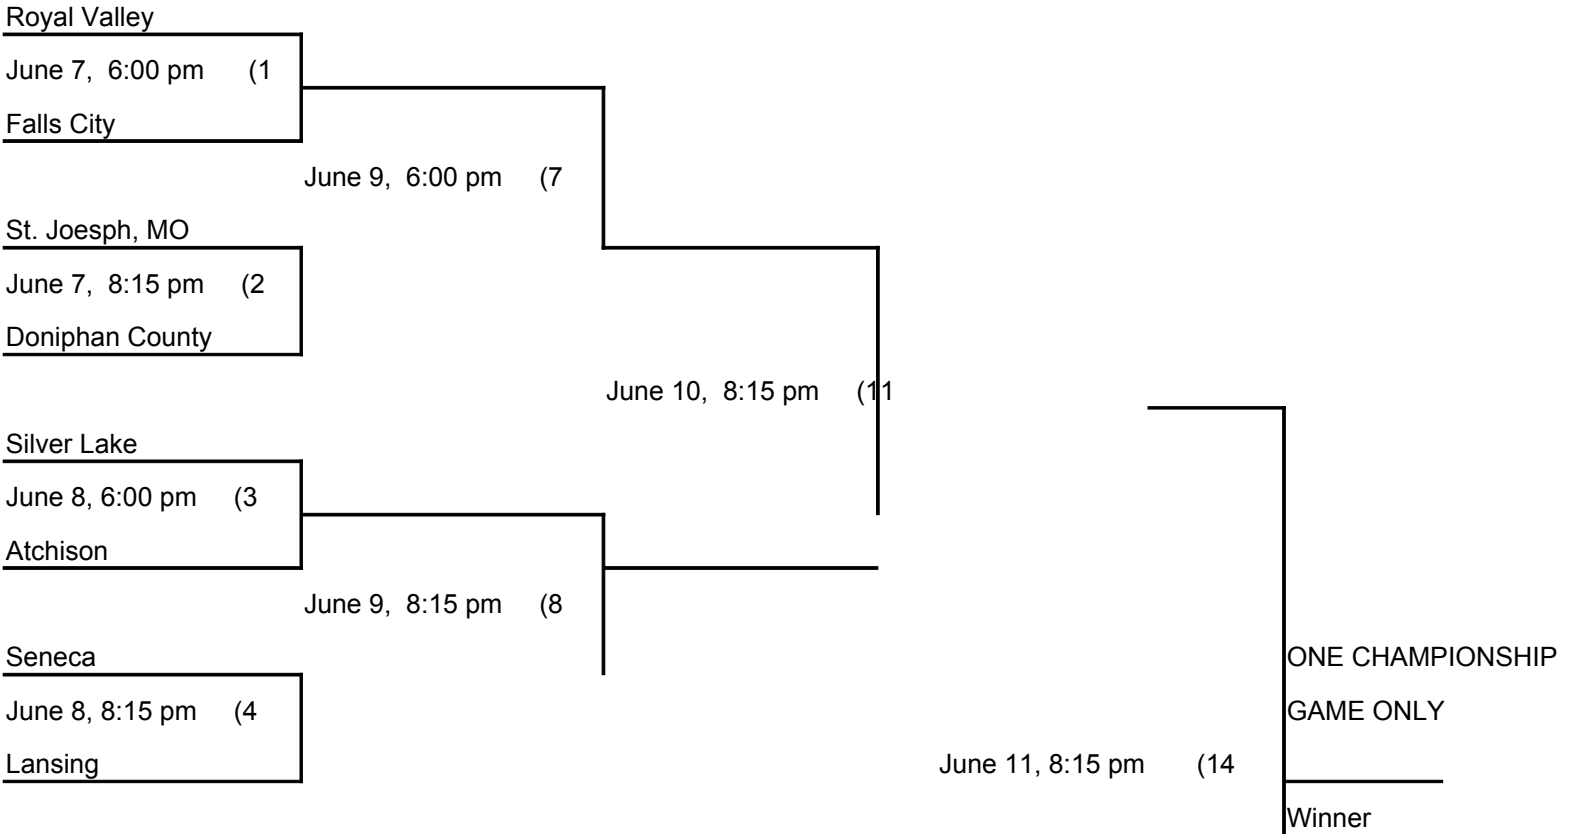 Royal Valley
June 7,  6:00 pm      (1
Falls City
June 9,  6:00 pm     (7
St. Joesph, MO
June 7,  8:15 pm     (2
Doniphan County
June 10,  8:15 pm     (11
Silver Lake
June 8, 6:00 pm     (3
Atchison
June 9,  8:15 pm     (8
Seneca
ONE CHAMPIONSHIP
June 8, 8:15 pm     (4
GAME ONLY
Lansing
June 11, 8:15 pm       (14
Winner